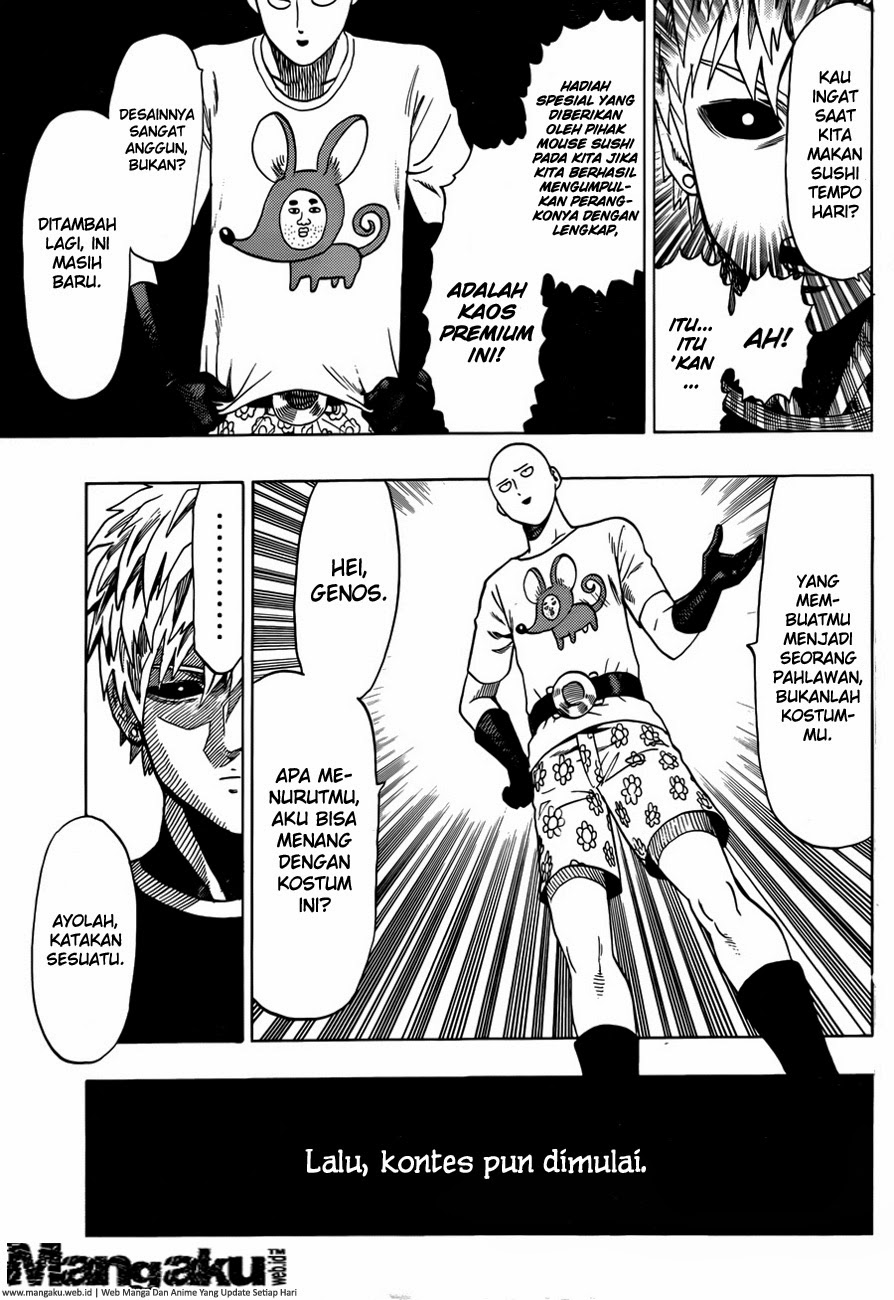 KAU
INGAT
SAAT
KITA
MAKAN
SUSHI
TEMPO
HARI?
AH!
ITU...
ITU
'KAN
...
HADIAH
SPESIAL YANG
DIBERIKAN
OLEH PIHAK
MOUSE SUSHI
PADA KITA JIKA
KITA BERHASIL
MENGUMPUL-
KAN PERANG-
KONYA DENGAN
LENGKAP,
ADALAH
KAOS
PREMIUM
INI!
DESAINNYA
SANGAT
ANGGUN,
BUKAN?
DITAMBAH
LAGI, INI
MASIH
BARU.
YANG
MEM-
BUATMU
MENJADI
SEORANG
PAHLAWAN,
BUKANLAH
KOSTUM-
MU.
HEI,
GENOS.
APA ME-
NURUTMU,
AKU BISA
MENANG
DENGAN
KOSTUM
INI?
.........
AYOLAH,
KATAKAN
SESUATU.
Lalu, kontes pun dimulai.
Mangaku™
web.id
www.mangaku.web.id | Web Manga Dan Anime Yang Update Setiap Hari